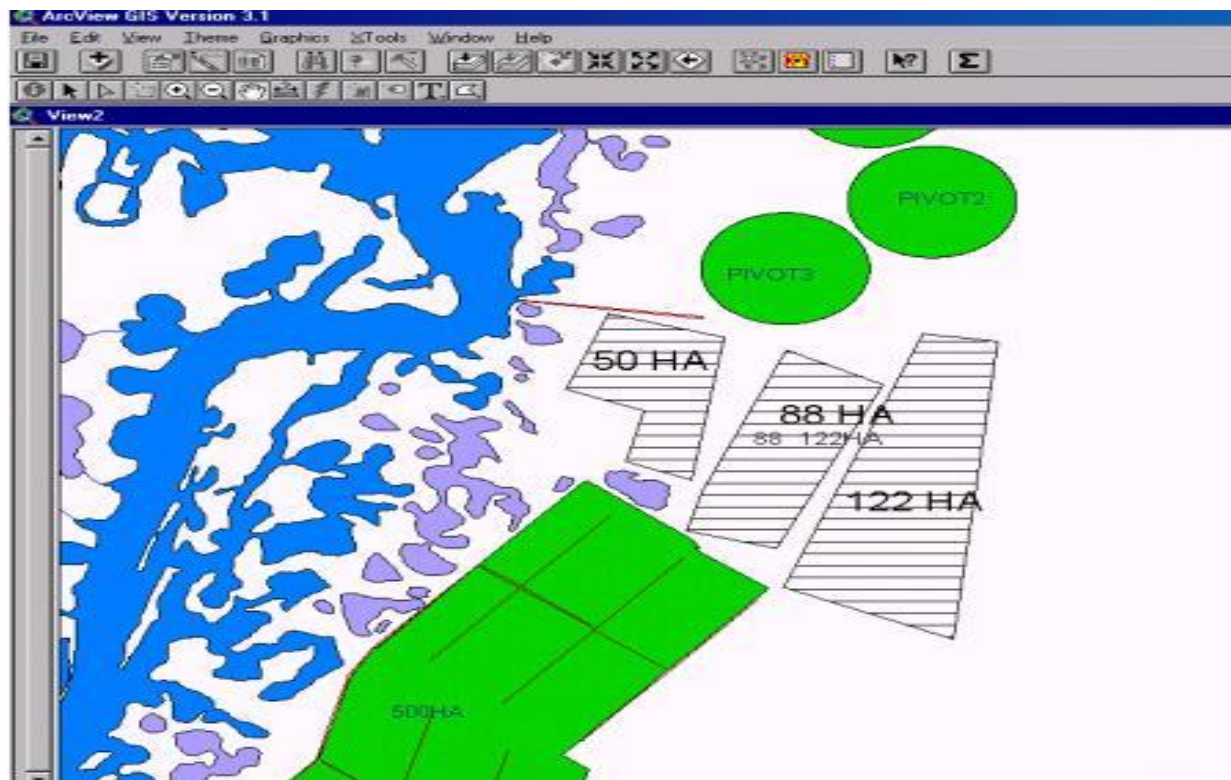 ArcView GIS Version 3.1
File Edit View Theme Graphics XTools Window Help
View2
PIVOT2
PIVOT3
50 HA
88 HA
88 122HA
122 HA
500HA